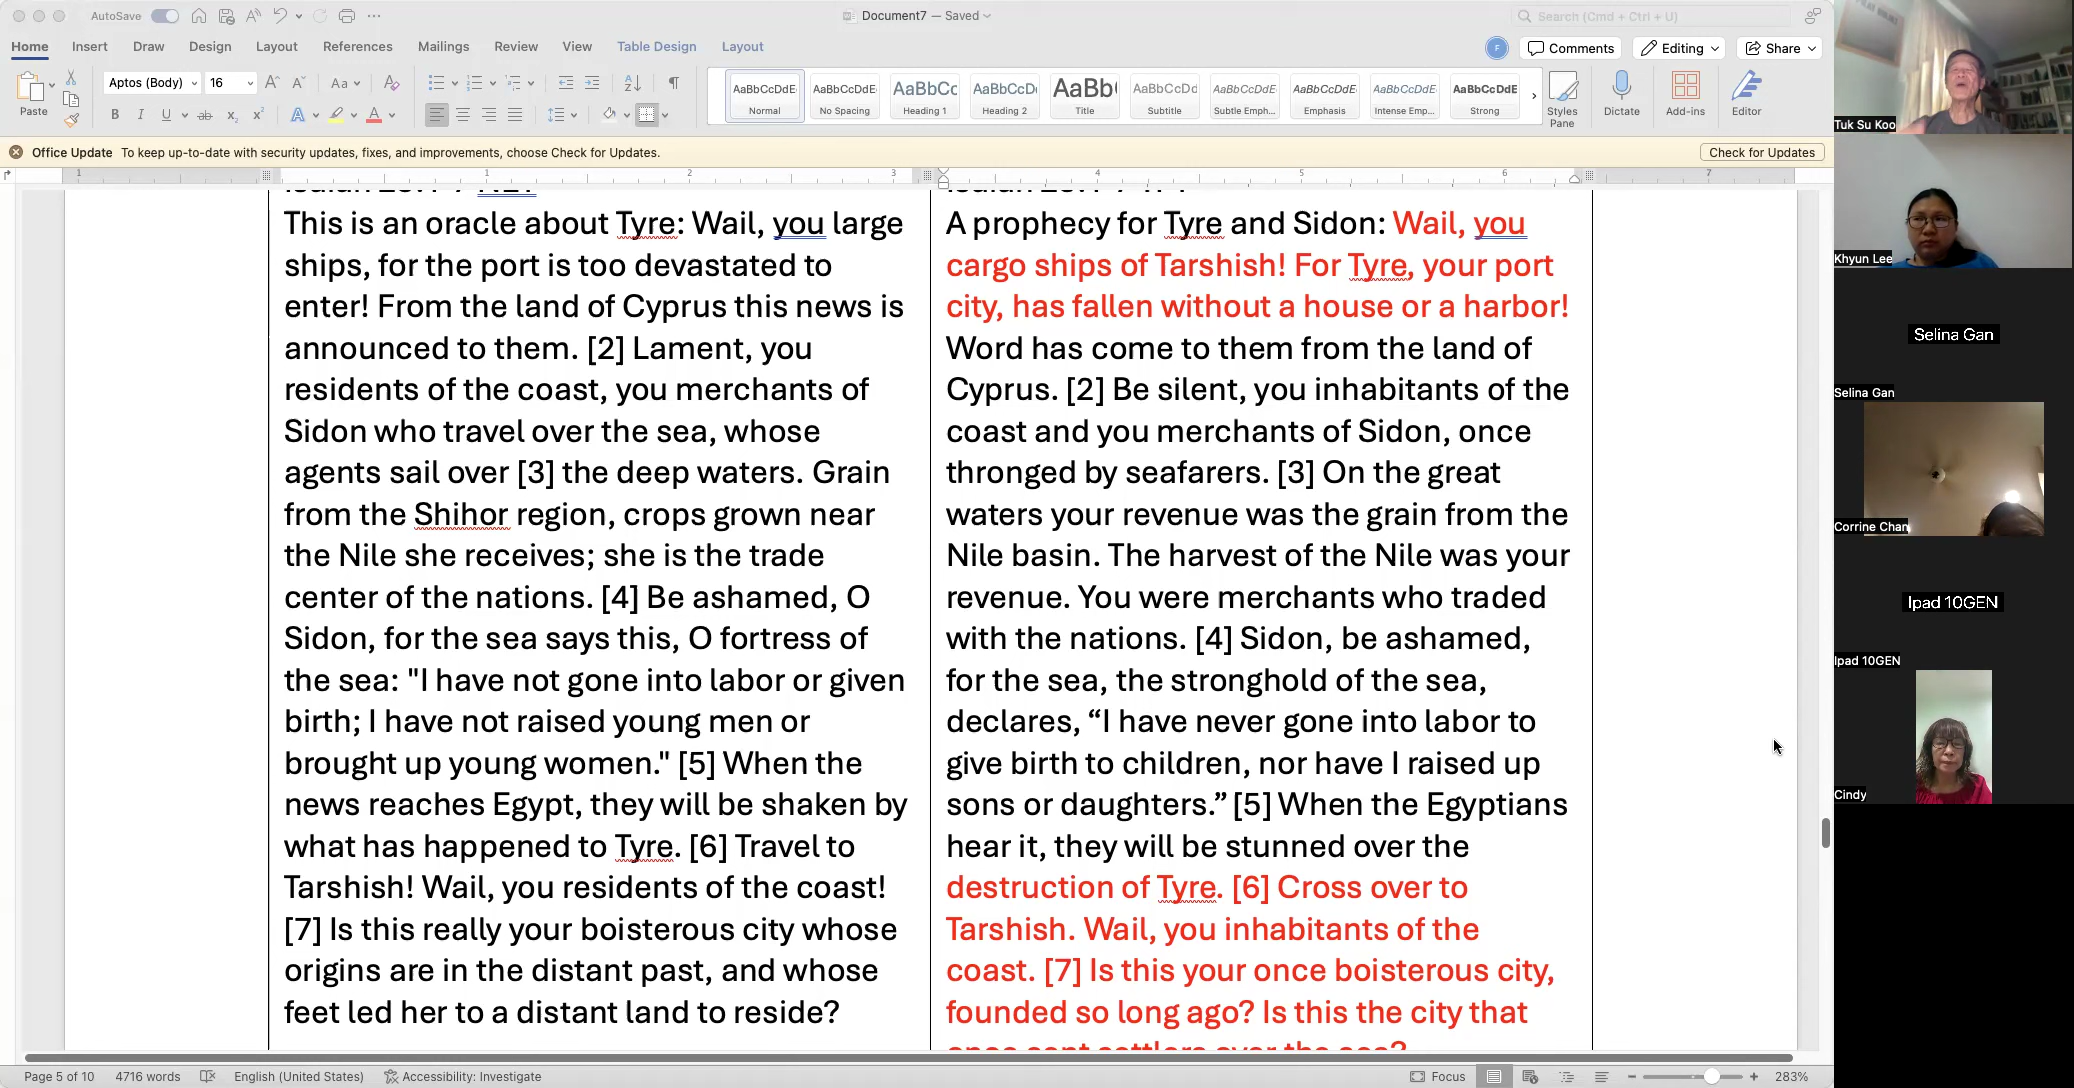 AutoSave
Document7 — Saved
Search (Cmd + Ctrl + U)
Home Insert Draw Design Layout References Mailings Review View Table Design Layout
F Comments Editing Share
Paste
Aptos (Body) 16
AaBbCcDdE AaBbCcDdE AaBbCc AaBbCcDc AaBb( AaBbCcDd AaBbCcDdE AaBbCcDdE AaBbCcDdE AaBbCcDdE
Normal No Spacing Heading 1 Heading 2 Title Subtitle Subtle Emph... Emphasis Intense Emp... Strong
Styles Pane
Dictate
Add-ins
Editor
Office Update To keep up-to-date with security updates, fixes, and improvements, choose Check for Updates.
Check for Updates
1 1 2 3 4 5 6 7
This is an oracle about Tyre: Wail, you large
ships, for the port is too devastated to
enter! From the land of Cyprus this news is
announced to them. [2] Lament, you
residents of the coast, you merchants of
Sidon who travel over the sea, whose
agents sail over [3] the deep waters. Grain
from the Shihor region, crops grown near
the Nile she receives; she is the trade
center of the nations. [4] Be ashamed, O
Sidon, for the sea says this, O fortress of
the sea: "I have not gone into labor or given
birth; I have not raised young men or
brought up young women." [5] When the
news reaches Egypt, they will be shaken by
what has happened to Tyre. [6] Travel to
Tarshish! Wail, you residents of the coast!
[7] Is this really your boisterous city whose
origins are in the distant past, and whose
feet led her to a distant land to reside?
A prophecy for Tyre and Sidon: Wail, you
cargo ships of Tarshish! For Tyre, your port
city, has fallen without a house or a harbor!
Word has come to them from the land of
Cyprus. [2] Be silent, you inhabitants of the
coast and you merchants of Sidon, once
thronged by seafarers. [3] On the great
waters your revenue was the grain from the
Nile basin. The harvest of the Nile was your
revenue. You were merchants who traded
with the nations. [4] Sidon, be ashamed,
for the sea, the stronghold of the sea,
declares, “I have never gone into labor to
give birth to children, nor have I raised up
sons or daughters.” [5] When the Egyptians
hear it, they will be stunned over the
destruction of Tyre. [6] Cross over to
Tarshish. Wail, you inhabitants of the
coast. [7] Is this your once boisterous city,
founded so long ago? Is this the city that
once sent settlers over the sea?
Tuk Su Koo
Khyun Lee
Selina Gan
Selina Gan
Corrine Chan
Ipad 10GEN
Ipad 10GEN
Cindy
Page 5 of 10 4716 words English (United States) Accessibility: Investigate
Focus 283%